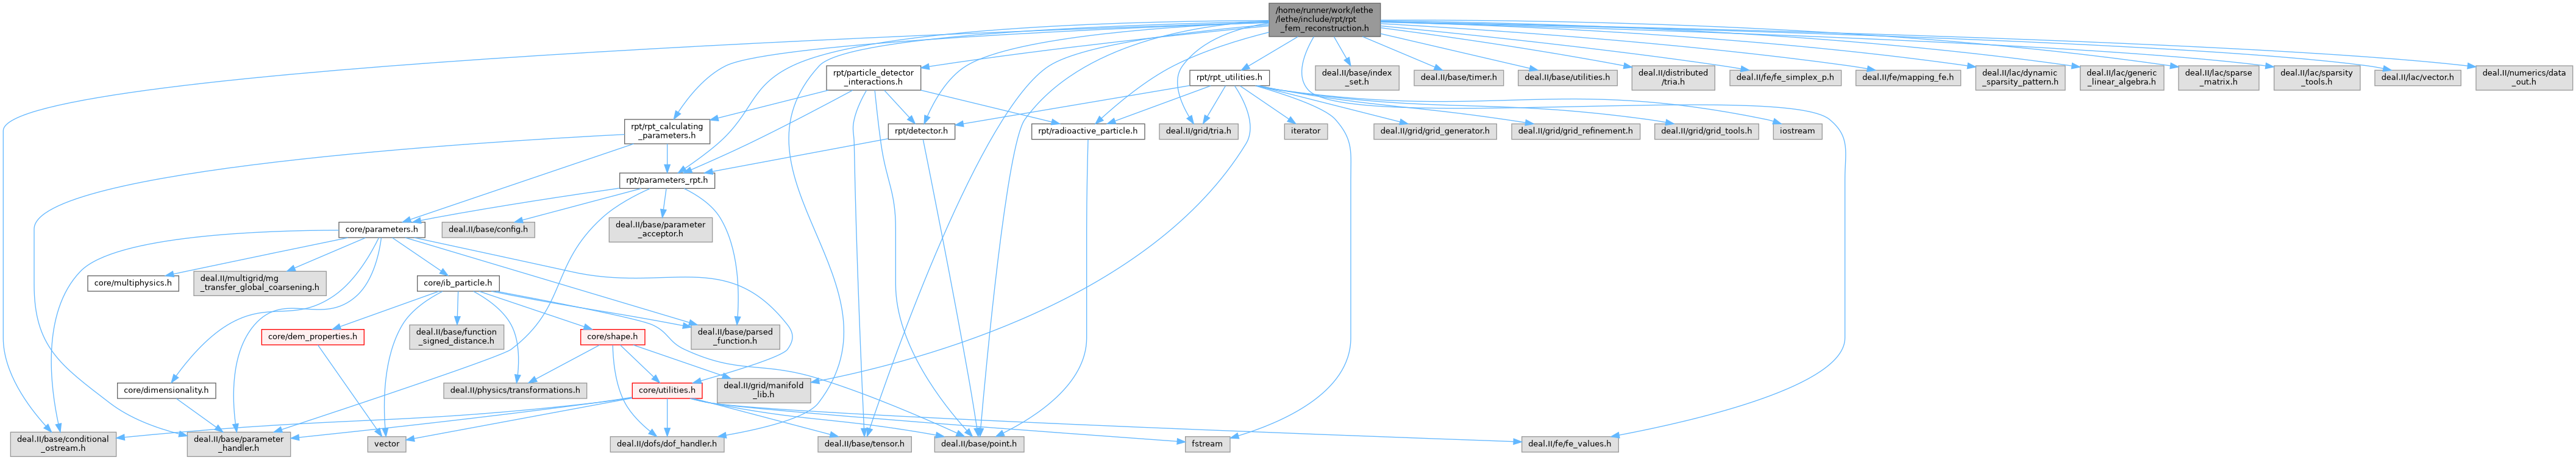 /home/runner/work/lethe
/lethe/include/rpt/rpt
_fem_reconstruction.h
rpt/particle_detector
_interactions.h
rpt/rpt_utilities.h
deal.II/base/index
_set.h
deal.II/base/timer.h
deal.II/base/utilities.h
deal.II/distributed
/tria.h
deal.II/fe/fe_simplex_p.h
deal.II/fe/mapping_fe.h
deal.II/lac/dynamic
_sparsity_pattern.h
deal.II/lac/generic
_linear_algebra.h
deal.II/lac/sparse
_matrix.h
deal.II/lac/sparsity
_tools.h
deal.II/lac/vector.h
deal.II/numerics/data
_out.h
rpt/rpt_calculating
_parameters.h
rpt/detector.h
rpt/radioactive_particle.h
deal.II/grid/tria.h
iterator
deal.II/grid/grid_generator.h
deal.II/grid/grid_refinement.h
deal.II/grid/grid_tools.h
iostream
rpt/parameters_rpt.h
core/parameters.h
deal.II/base/config.h
deal.II/base/parameter
_acceptor.h
core/multiphysics.h
deal.II/multigrid/mg
_transfer_global_coarsening.h
core/ib_particle.h
core/dem_properties.h
deal.II/base/function
_signed_distance.h
core/shape.h
deal.II/base/parsed
_function.h
core/dimensionality.h
deal.II/physics/transformations.h
core/utilities.h
deal.II/grid/manifold
_lib.h
deal.II/base/conditional
_ostream.h
deal.II/base/parameter
_handler.h
vector
deal.II/dofs/dof_handler.h
deal.II/base/tensor.h
deal.II/base/point.h
fstream
deal.II/fe/fe_values.h